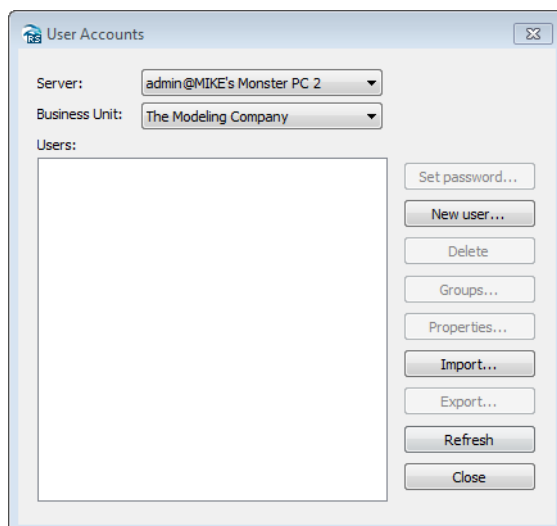 RS User Accounts
Server: admin@MIKE's Monster PC 2
Business Unit: The Modeling Company
Users:
Set password...
New user...
Delete
Groups...
Properties...
Import...
Export...
Refresh
Close